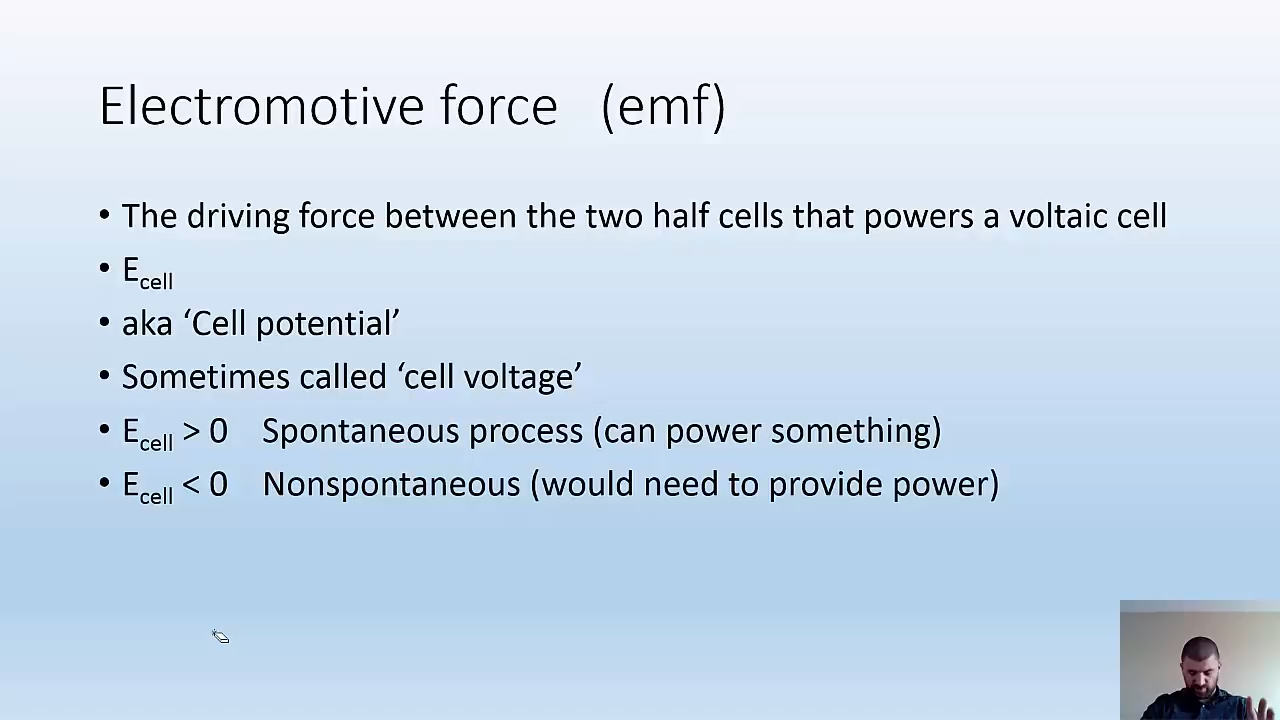 Electromotive force (emf)
• The driving force between the two half cells that powers a voltaic cell
• Ecell
• aka ‘Cell potential’
• Sometimes called ‘cell voltage’
• Ecell > 0 Spontaneous process (can power something)
• Ecell < 0 Nonspontaneous (would need to provide power)